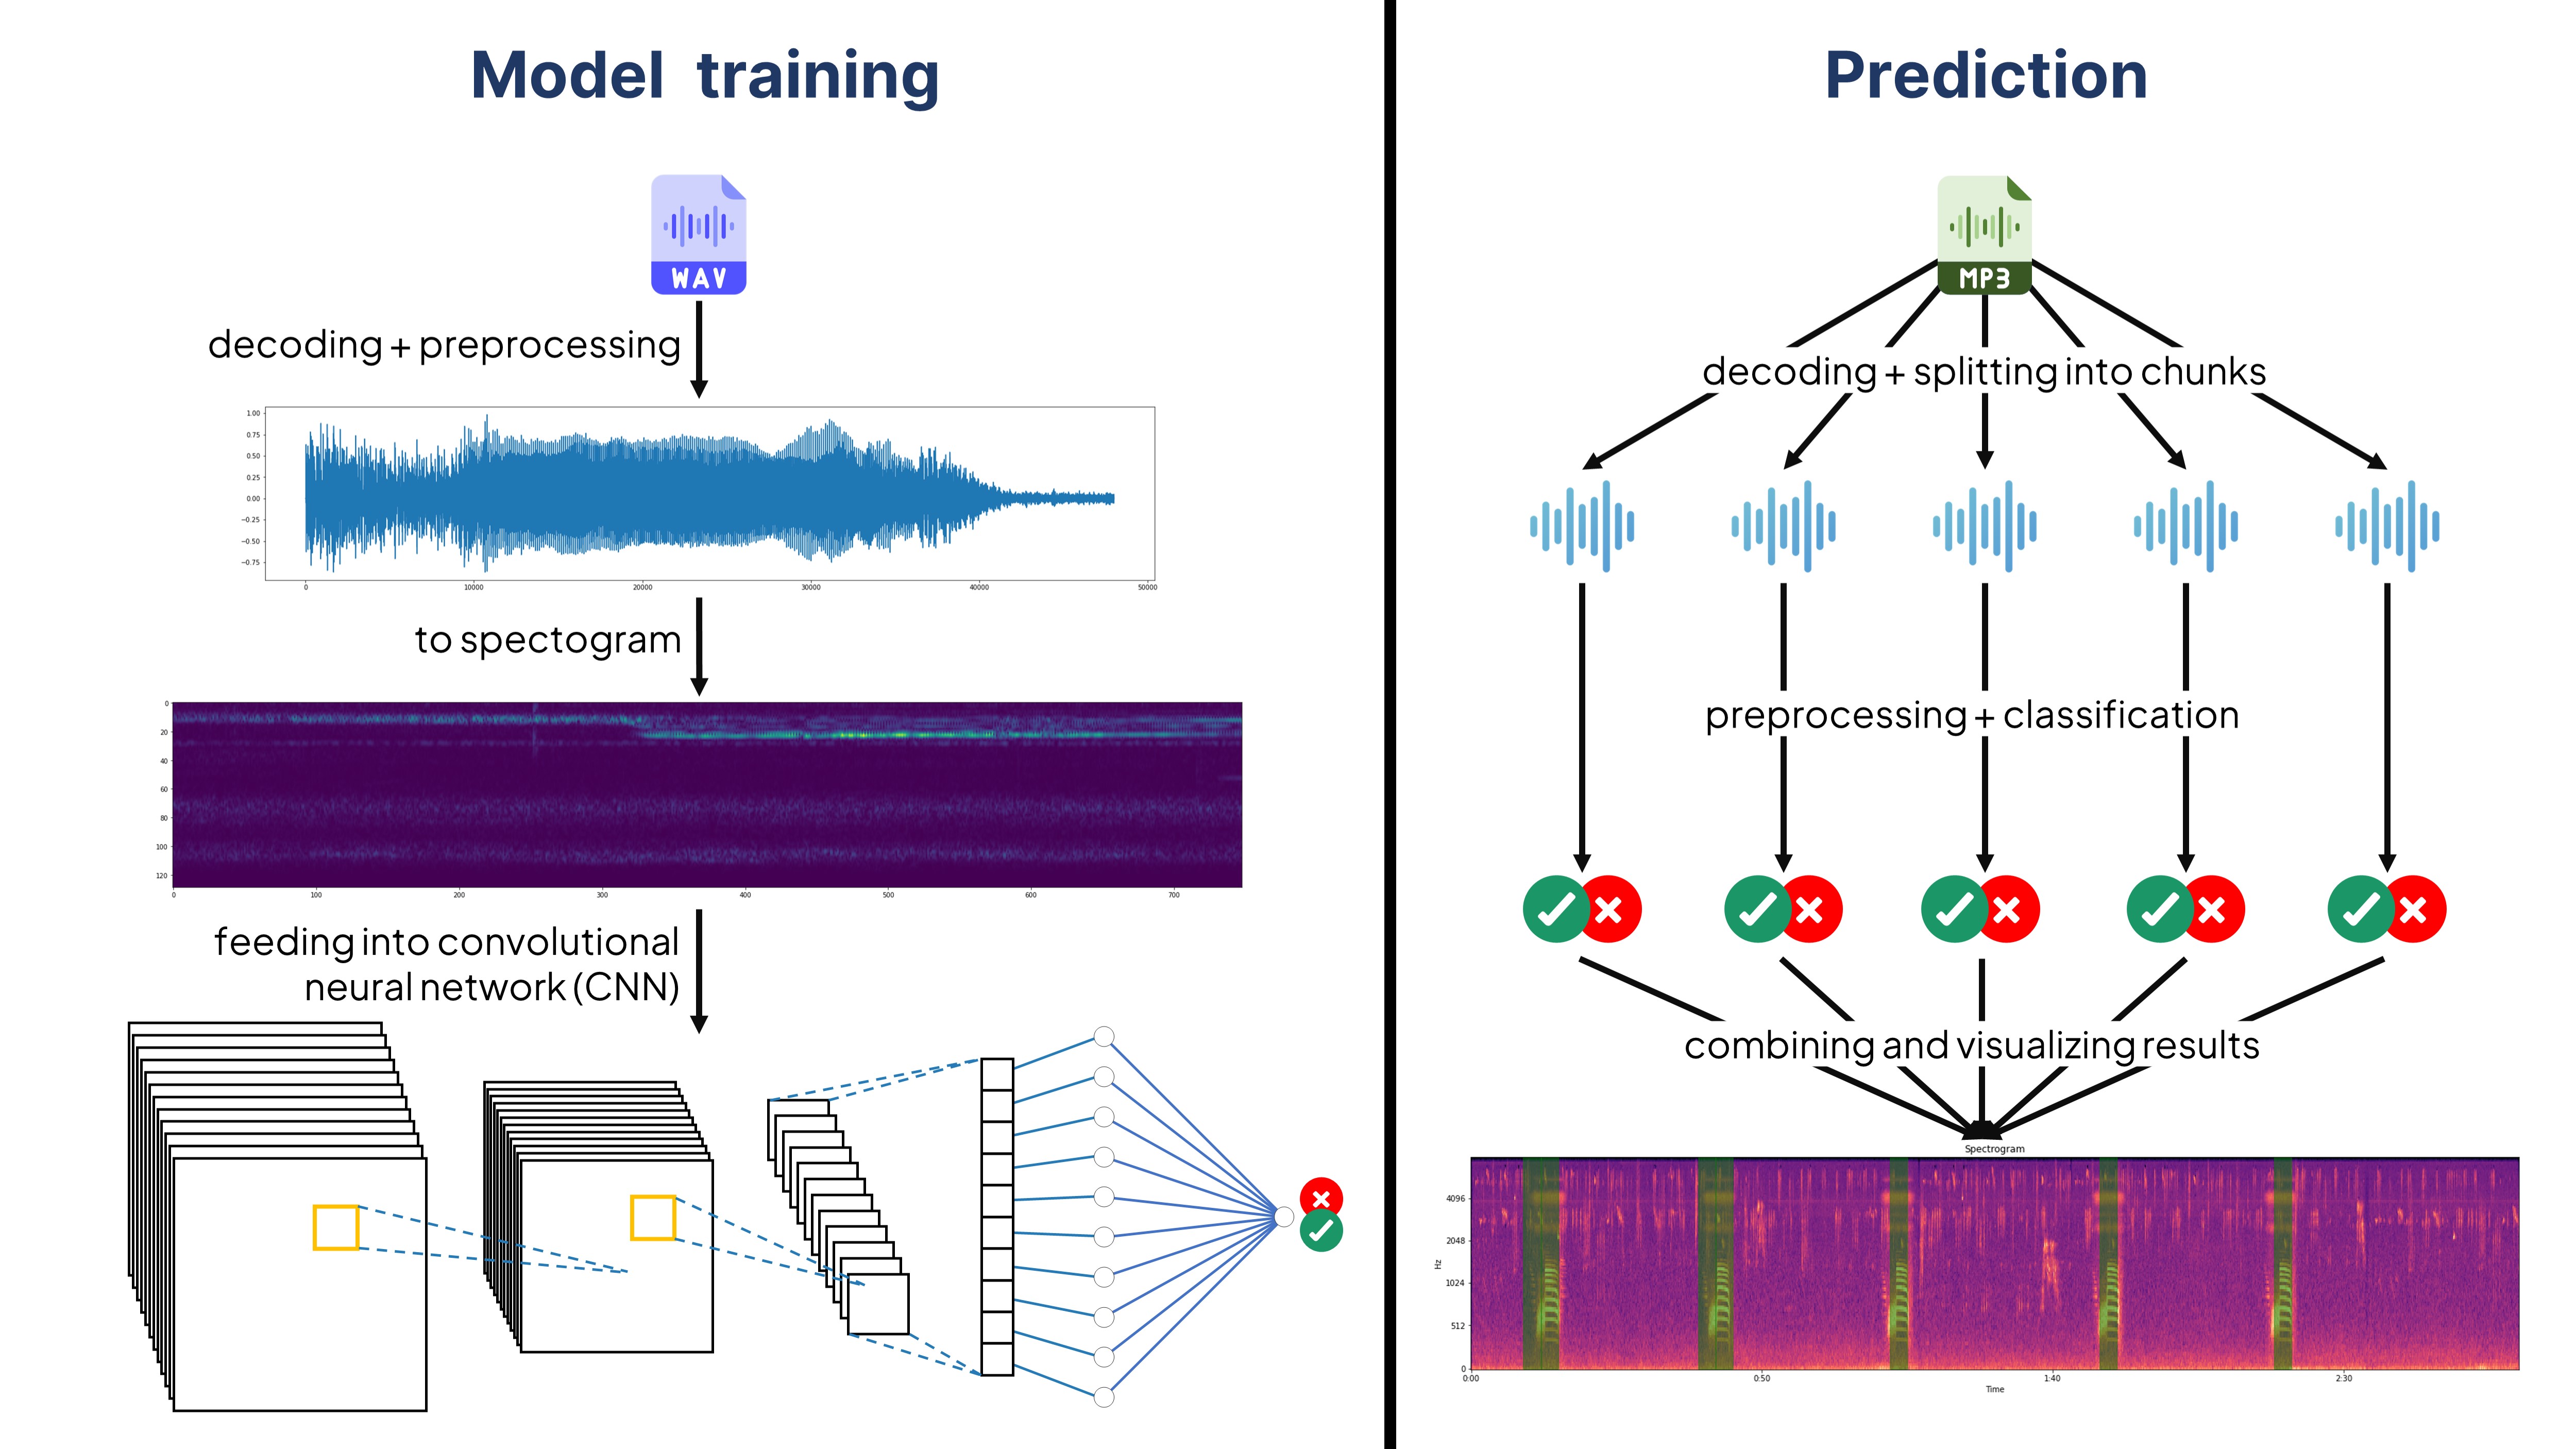 Model training
WAV
decoding + preprocessing
1.00
0.75
0.50
0.25
0.00
−0.25
−0.50
−0.75
0 10000 20000 30000 40000 50000
to spectogram
0
20
40
60
80
100
120
0 100 200 300 400 500 600 700
feeding into convolutional
neural network (CNN)
Prediction
MP3
decoding + splitting into chunks
preprocessing + classification
combining and visualizing results
Spectrogram
4096
2048
1024
512
0
Hz
0:00 0:50 1:40 2:30
Time